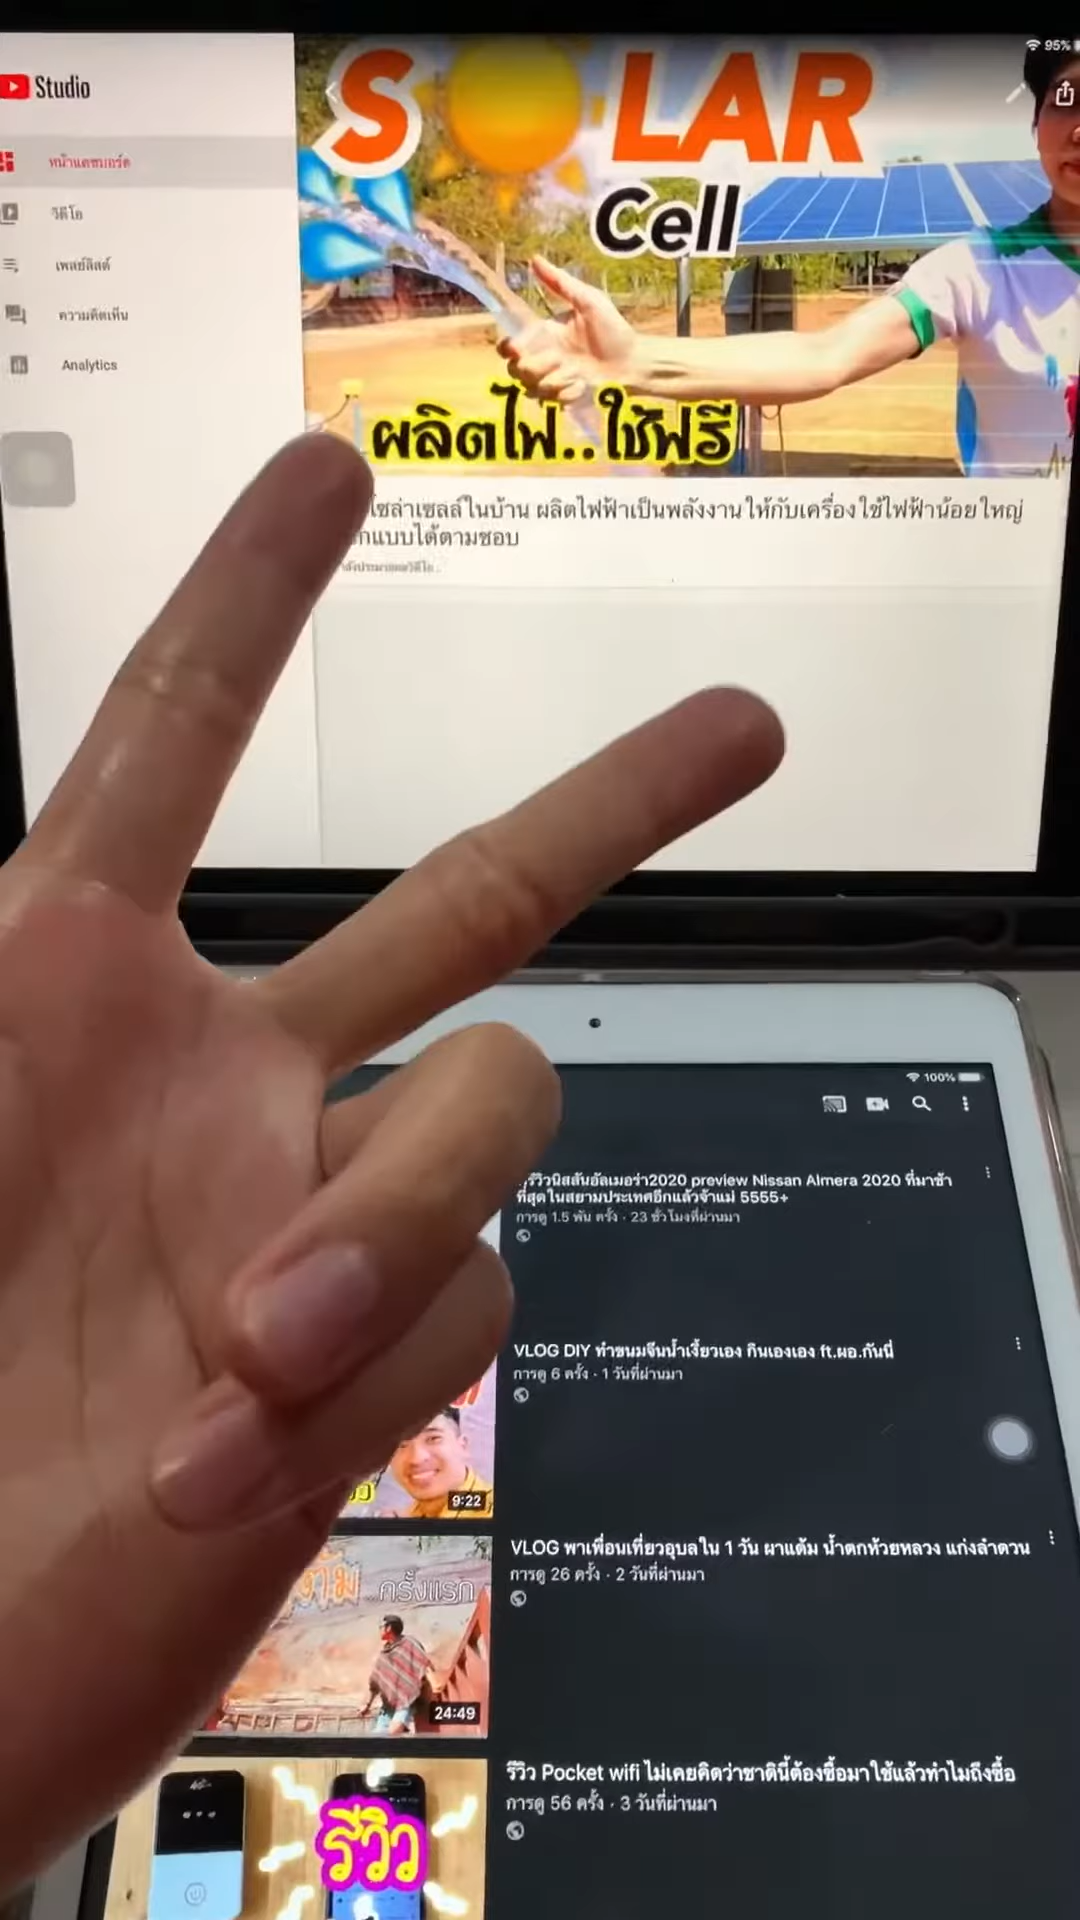 95%
Studio
หน้าแดชบอร์ด
วิดีโอ
เพลย์ลิสต์
ความคิดเห็น
Analytics
SOLAR
Cell
ผลิตไฟ..ใช้ฟรี
โซล่าเซลล์ในบ้าน ผลิตไฟฟ้าเป็นพลังงานให้กับเครื่องใช้ไฟฟ้าน้อยใหญ่
แบบได้ตามชอบ
100%
รีวิวนิสสันอัลเมอร่า2020 preview Nissan Almera 2020 ที่มาช้า
ที่สุดในสยามประเทศอีกแล้วจ้าแม่ 5555+
การดู 1.5 พัน ครั้ง · 23 ชั่วโมงที่ผ่านมา
VLOG DIY ทำขนมจีนน้ำเงี้ยวเอง กินเองเอง ft.ผอ.กันนี่
การดู 6 ครั้ง · 1 วันที่ผ่านมา
9:22
VLOG พาเพื่อนเที่ยวอุบลใน 1 วัน ผาแต้ม น้ำตกห้วยหลวง แก่งลำดวน
การดู 26 ครั้ง · 2 วันที่ผ่านมา
...ครั้งแรก
24:49
รีวิว Pocket wifi ไม่เคยคิดว่าชาตินี้ต้องซื้อมาใช้แล้วทำไมถึงซื้อ
การดู 56 ครั้ง · 3 วันที่ผ่านมา
4G
รีวิว